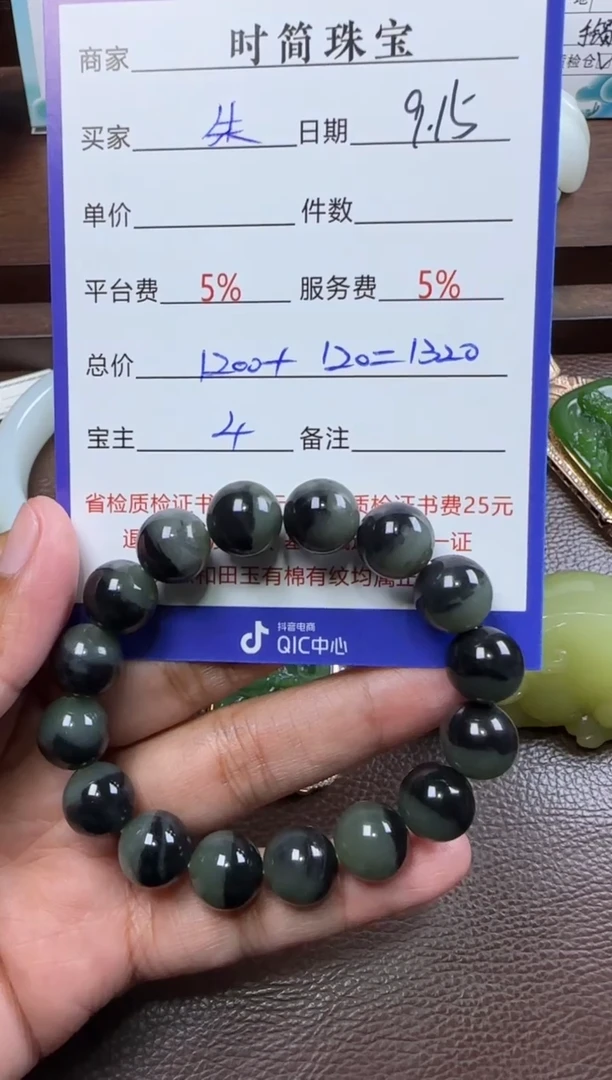 商家 时简珠宝
买家 朱 日期 9.15
单价 件数
平台费 5% 服务费 5%
总价 1200+ 120=1320
宝主 4 备注
省检质检证书 质检证书费25元
退 一证
和田玉有棉有纹均属正
抖音电商
QIC中心